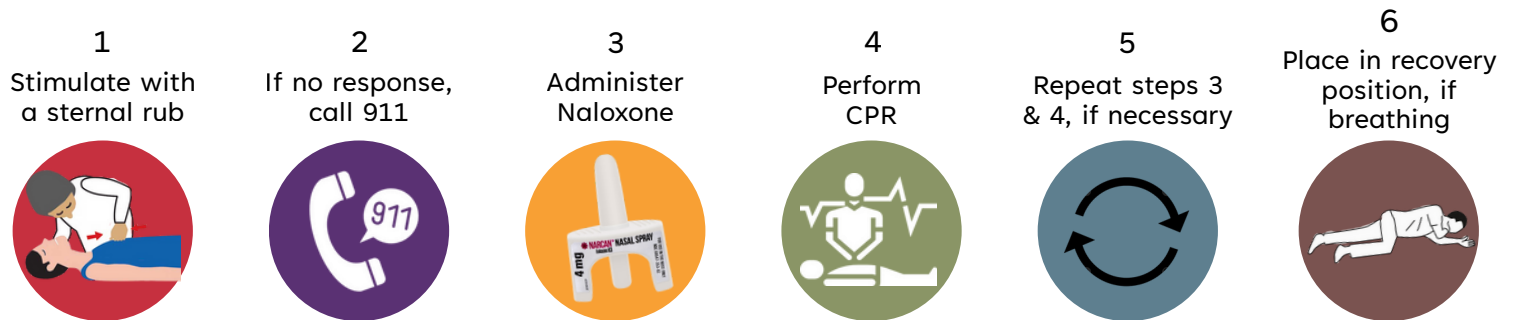 1
Stimulate with
a sternal rub
2
If no response,
call 911
3
Administer
Naloxone
4
Perform
CPR
5
Repeat steps 3
& 4, if necessary
6
Place in recovery
position, if
breathing
911
NARCAN NASAL SPRAY
4 mg